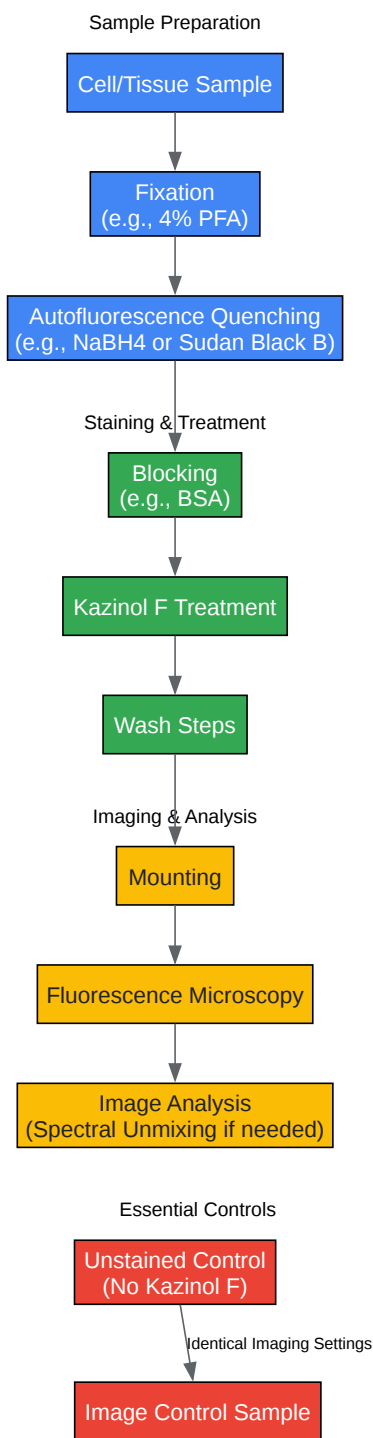 Sample Preparation
Cell/Tissue Sample
Fixation
(e.g., 4% PFA)
Autofluorescence Quenching
(e.g., NaBH4 or Sudan Black B)
Staining & Treatment
Blocking
(e.g., BSA)
Kazinol F Treatment
Wash Steps
Imaging & Analysis
Mounting
Fluorescence Microscopy
Image Analysis
(Spectral Unmixing if needed)
Essential Controls
Unstained Control
(No Kazinol F)
Identical Imaging Settings
Image Control Sample